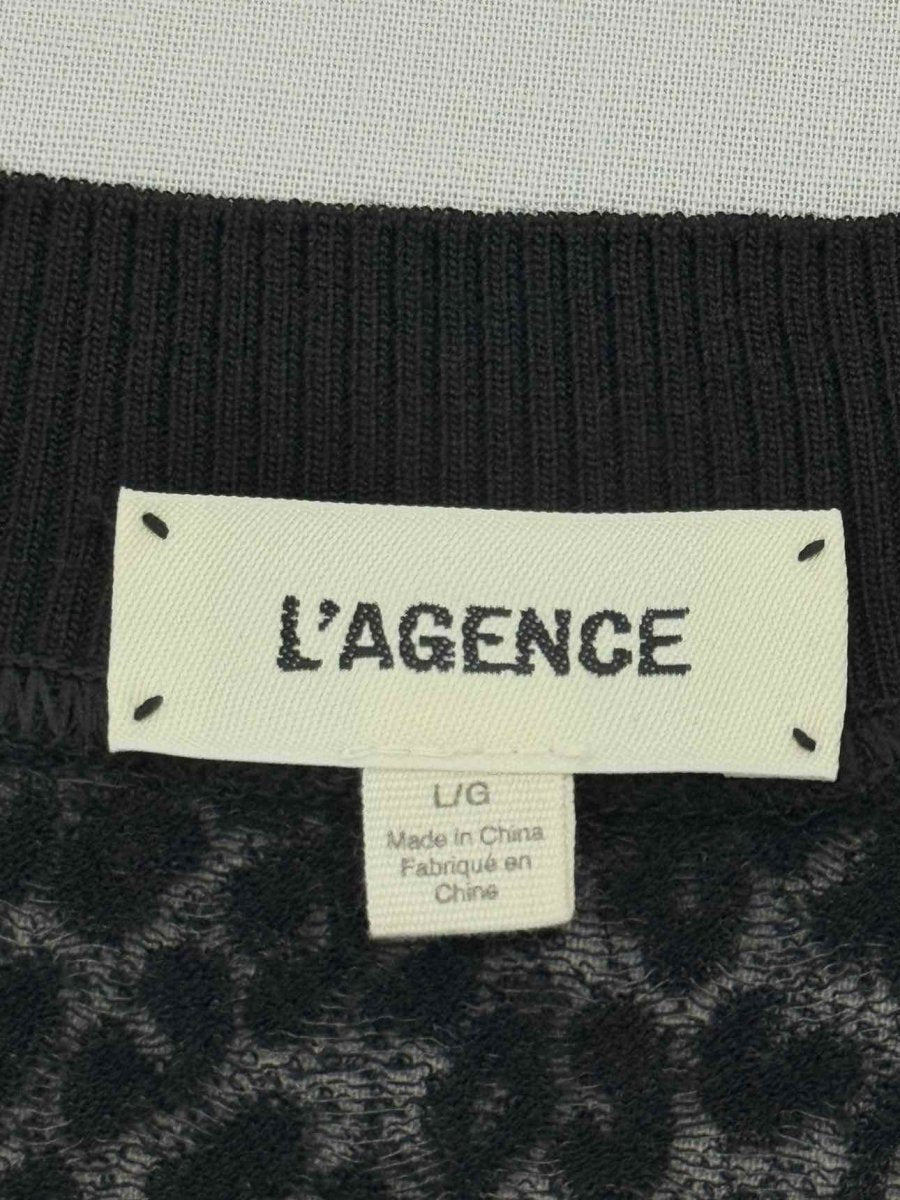 L'AGENCE
L/G
Made in China
Fabriqué en
Chine